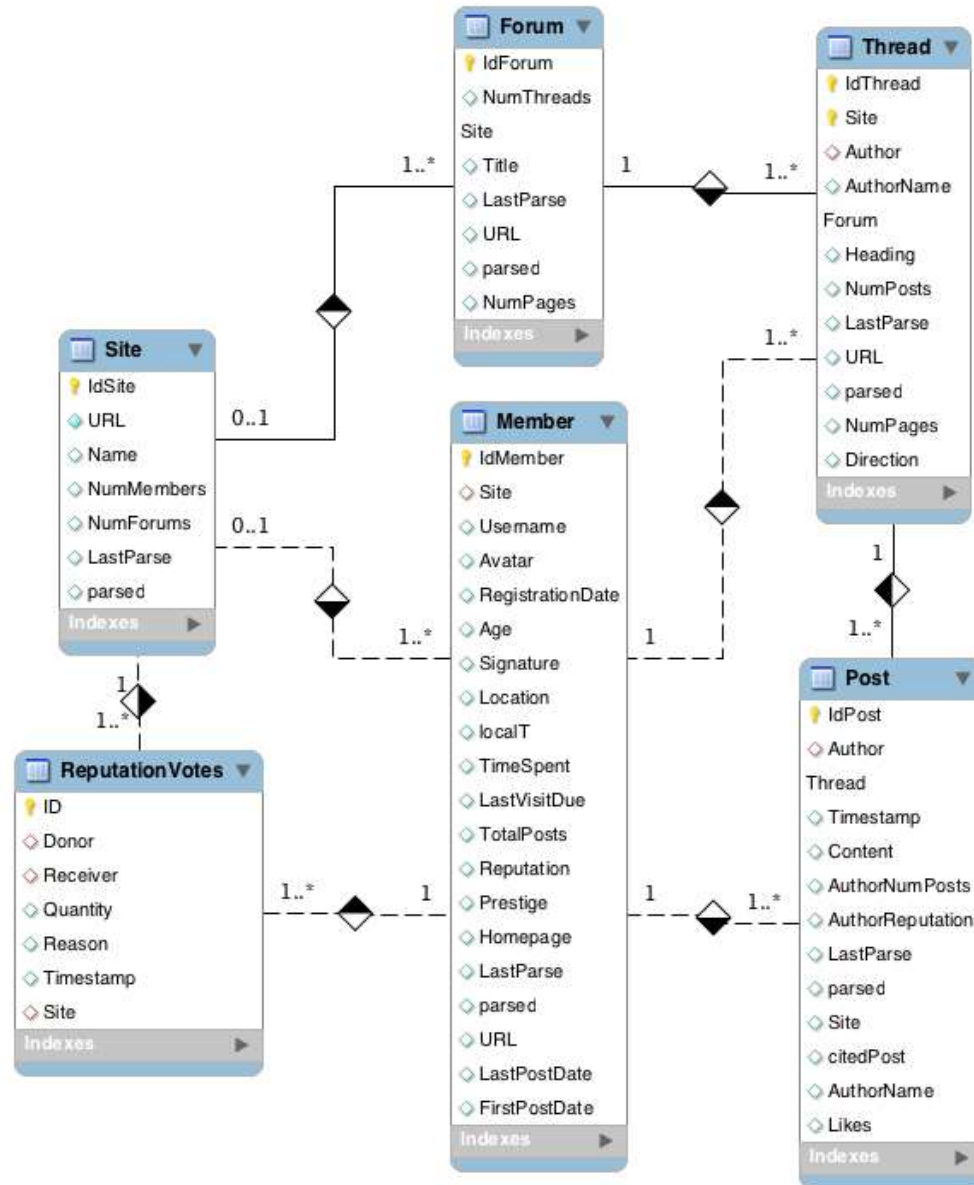 Forum
IdForum
NumThreads
Site
Title
LastParse
URL
parsed
NumPages
Indexes
Thread
IdThread
Site
Author
AuthorName
Forum
Heading
NumPosts
LastParse
URL
parsed
NumPages
Direction
Indexes
1..*
1
1..*
Site
IdSite
URL
Name
NumMembers
NumForums
LastParse
parsed
Indexes
0..1
0..1
1..*
Member
IdMember
Site
Username
Avatar
RegistrationDate
Age
Signature
Location
localT
TimeSpent
LastVisitDue
TotalPosts
Reputation
Prestige
Homepage
LastParse
parsed
URL
LastPostDate
FirstPostDate
Indexes
1..*
1
1
1..*
1
1..*
ReputationVotes
ID
Donor
Receiver
Quantity
Reason
Timestamp
Site
Indexes
1..*
1
1
1..*
Post
IdPost
Author
Thread
Timestamp
Content
AuthorNumPosts
AuthorReputation
LastParse
parsed
Site
citedPost
AuthorName
Likes
Indexes